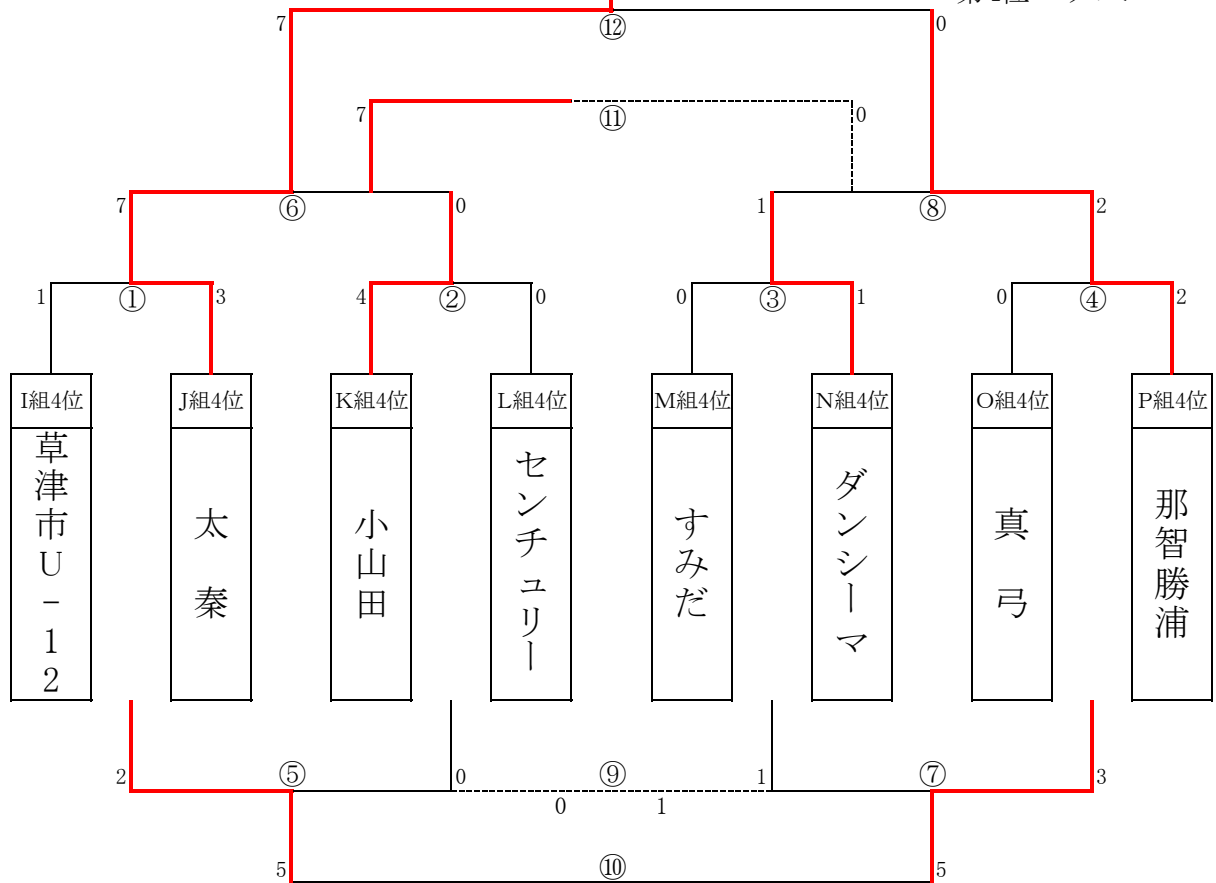 7 ⑫ 0
7 ⑪ 0
7 ⑥ 0 1 ⑧ 2
1 ① 3 4 ② 0 0 ③ 1 0 ④ 2
I組4位 J組4位 K組4位 L組4位 M組4位 N組4位 O組4位 P組4位
草津市U-12
太秦
小山田
センチュリー
すみだ
ダンシーマ
真弓
那智勝浦
2 ⑤ 0 ⑨ 1 ⑦ 3
0 1
5 ⑩ 5